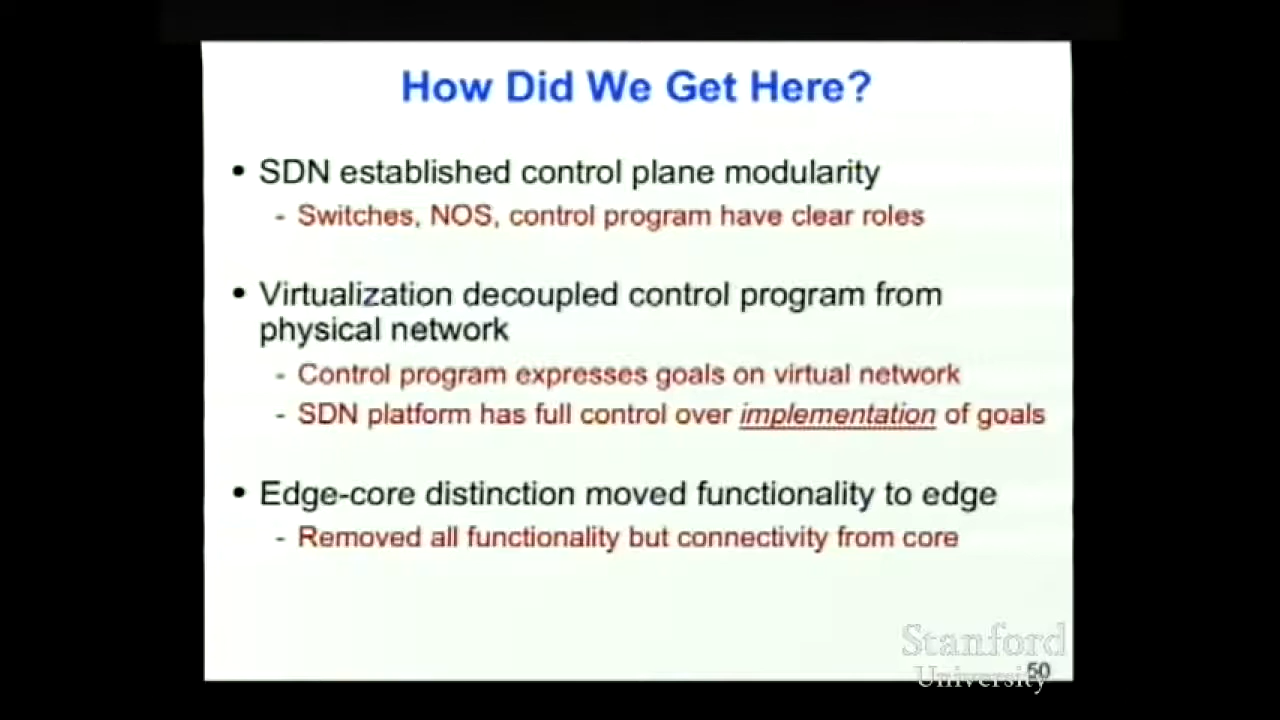 How Did We Get Here?
• SDN established control plane modularity
- Switches, NOS, control program have clear roles
• Virtualization decoupled control program from
physical network
- Control program expresses goals on virtual network
- SDN platform has full control over implementation of goals
• Edge-core distinction moved functionality to edge
- Removed all functionality but connectivity from core
Stanford
University
50